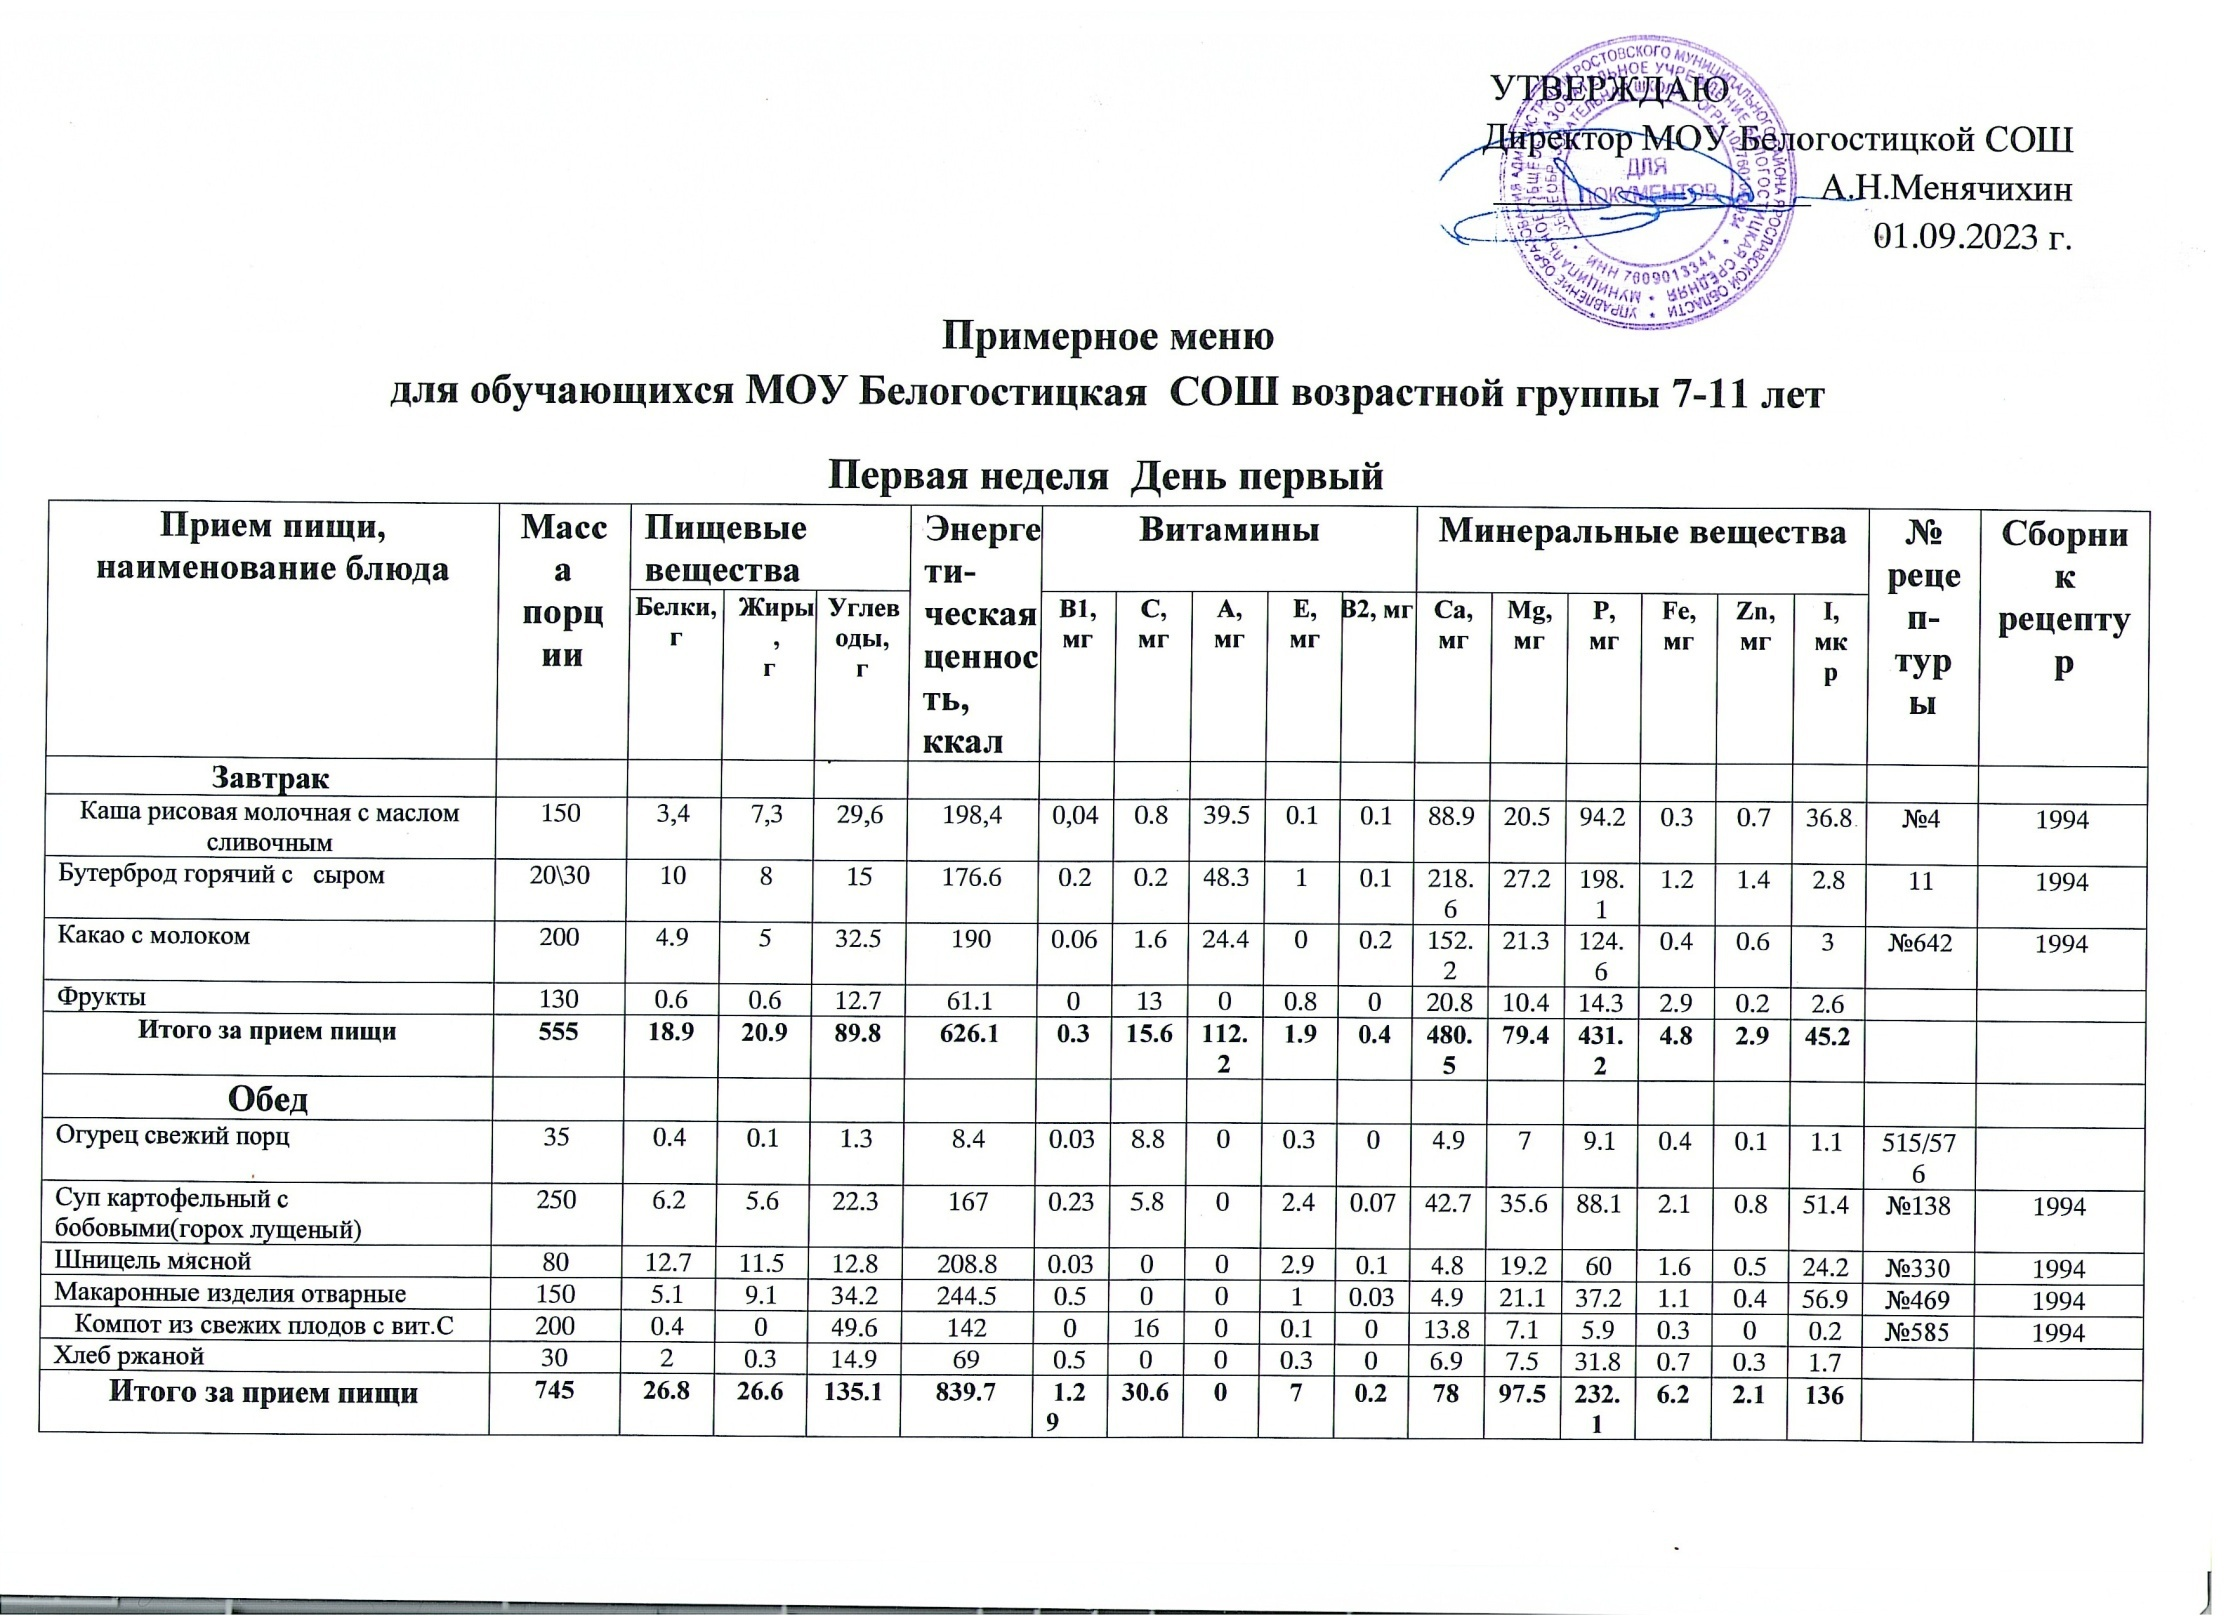 УТВЕРЖДАЮ
Директор МОУ Белогостицкой СОШ
А.Н.Менячихин
01.09.2023 г.
УПРАВЛЕНИЕ ОБРАЗОВАНИЯ АДМИНИСТРАЦИИ РОСТОВСКОГО МУНИЦИПАЛЬНОГО РАЙОНА ЯРОСЛАВСКОЙ ОБЛАСТИ
ИНН 7609013344
ДЛЯ
ДОКУМЕНТОВ
Примерное меню
для обучающихся МОУ Белогостицкая СОШ возрастной группы 7-11 лет
Первая неделя День первый
Прием пищи, наименование блюда | Масса порции | Пищевые вещества | Энергети-ческая ценность, ккал | Витамины | Минеральные вещества | № рецеп-туры | Сборник рецептур
Белки, г | Жиры, г | Углеводы, г | В1, мг | С, мг | А, мг | Е, мг | В2, мг | Са, мг | Mg, мг | Р, мг | Fe, мг | Zn, мг | I, мкр
Завтрак
Каша рисовая молочная с маслом сливочным 150 3,4 7,3 29,6 198,4 0,04 0.8 39.5 0.1 0.1 88.9 20.5 94.2 0.3 0.7 36.8 №4 1994
Бутерброд горячий с сыром 20\30 10 8 15 176.6 0.2 0.2 48.3 1 0.1 218.6 27.2 198.1 1.2 1.4 2.8 11 1994
Какао с молоком 200 4.9 5 32.5 190 0.06 1.6 24.4 0 0.2 152.2 21.3 124.6 0.4 0.6 3 №642 1994
Фрукты 130 0.6 0.6 12.7 61.1 0 13 0 0.8 0 20.8 10.4 14.3 2.9 0.2 2.6
Итого за прием пищи 555 18.9 20.9 89.8 626.1 0.3 15.6 112.2 1.9 0.4 480.5 79.4 431.2 4.8 2.9 45.2
Обед
Огурец свежий порц 35 0.4 0.1 1.3 8.4 0.03 8.8 0 0.3 0 4.9 7 9.1 0.4 0.1 1.1 515/576
Суп картофельный с бобовыми(горох лущеный) 250 6.2 5.6 22.3 167 0.23 5.8 0 2.4 0.07 42.7 35.6 88.1 2.1 0.8 51.4 №138 1994
Шницель мясной 80 12.7 11.5 12.8 208.8 0.03 0 0 2.9 0.1 4.8 19.2 60 1.6 0.5 24.2 №330 1994
Макаронные изделия отварные 150 5.1 9.1 34.2 244.5 0.5 0 0 1 0.03 4.9 21.1 37.2 1.1 0.4 56.9 №469 1994
Компот из свежих плодов с вит.С 200 0.4 0 49.6 142 0 16 0 0.1 0 13.8 7.1 5.9 0.3 0 0.2 №585 1994
Хлеб ржаной 30 2 0.3 14.9 69 0.5 0 0 0.3 0 6.9 7.5 31.8 0.7 0.3 1.7
Итого за прием пищи 745 26.8 26.6 135.1 839.7 1.29 30.6 0 7 0.2 78 97.5 232.1 6.2 2.1 136